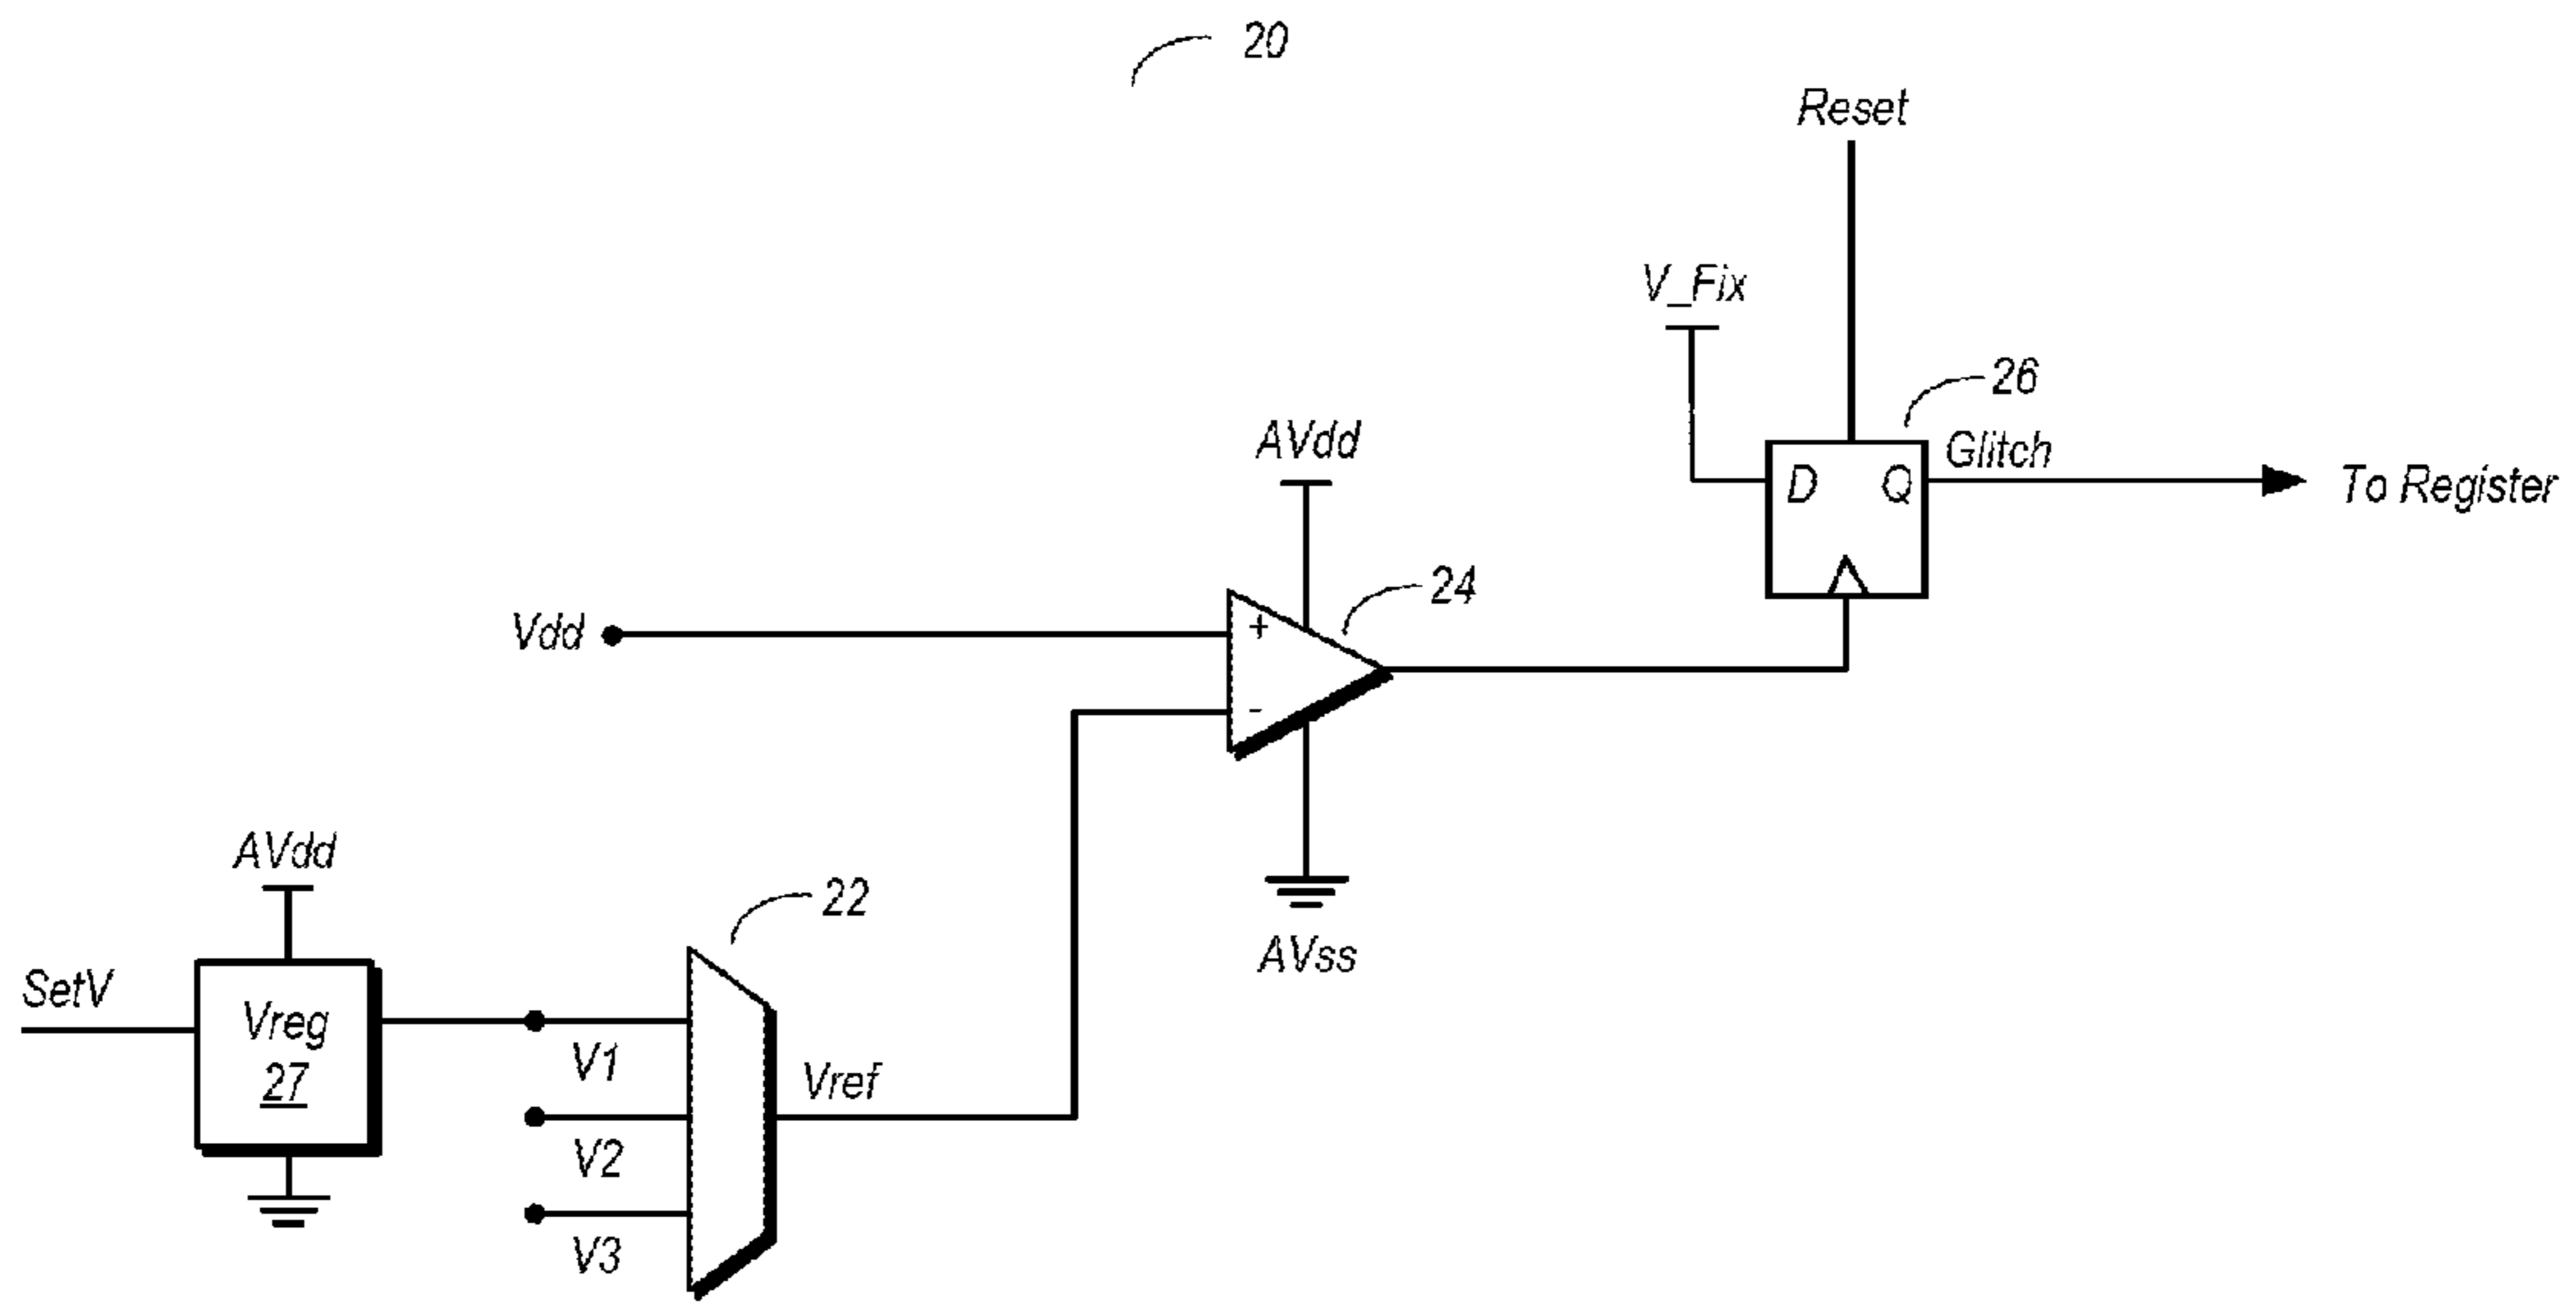 20
Reset
V_Fix
26
AVdd
Glitch
D Q
To Register
24
Vdd
+
-
AVdd
22
AVss
SetV
Vreg
27
V1
Vref
V2
V3